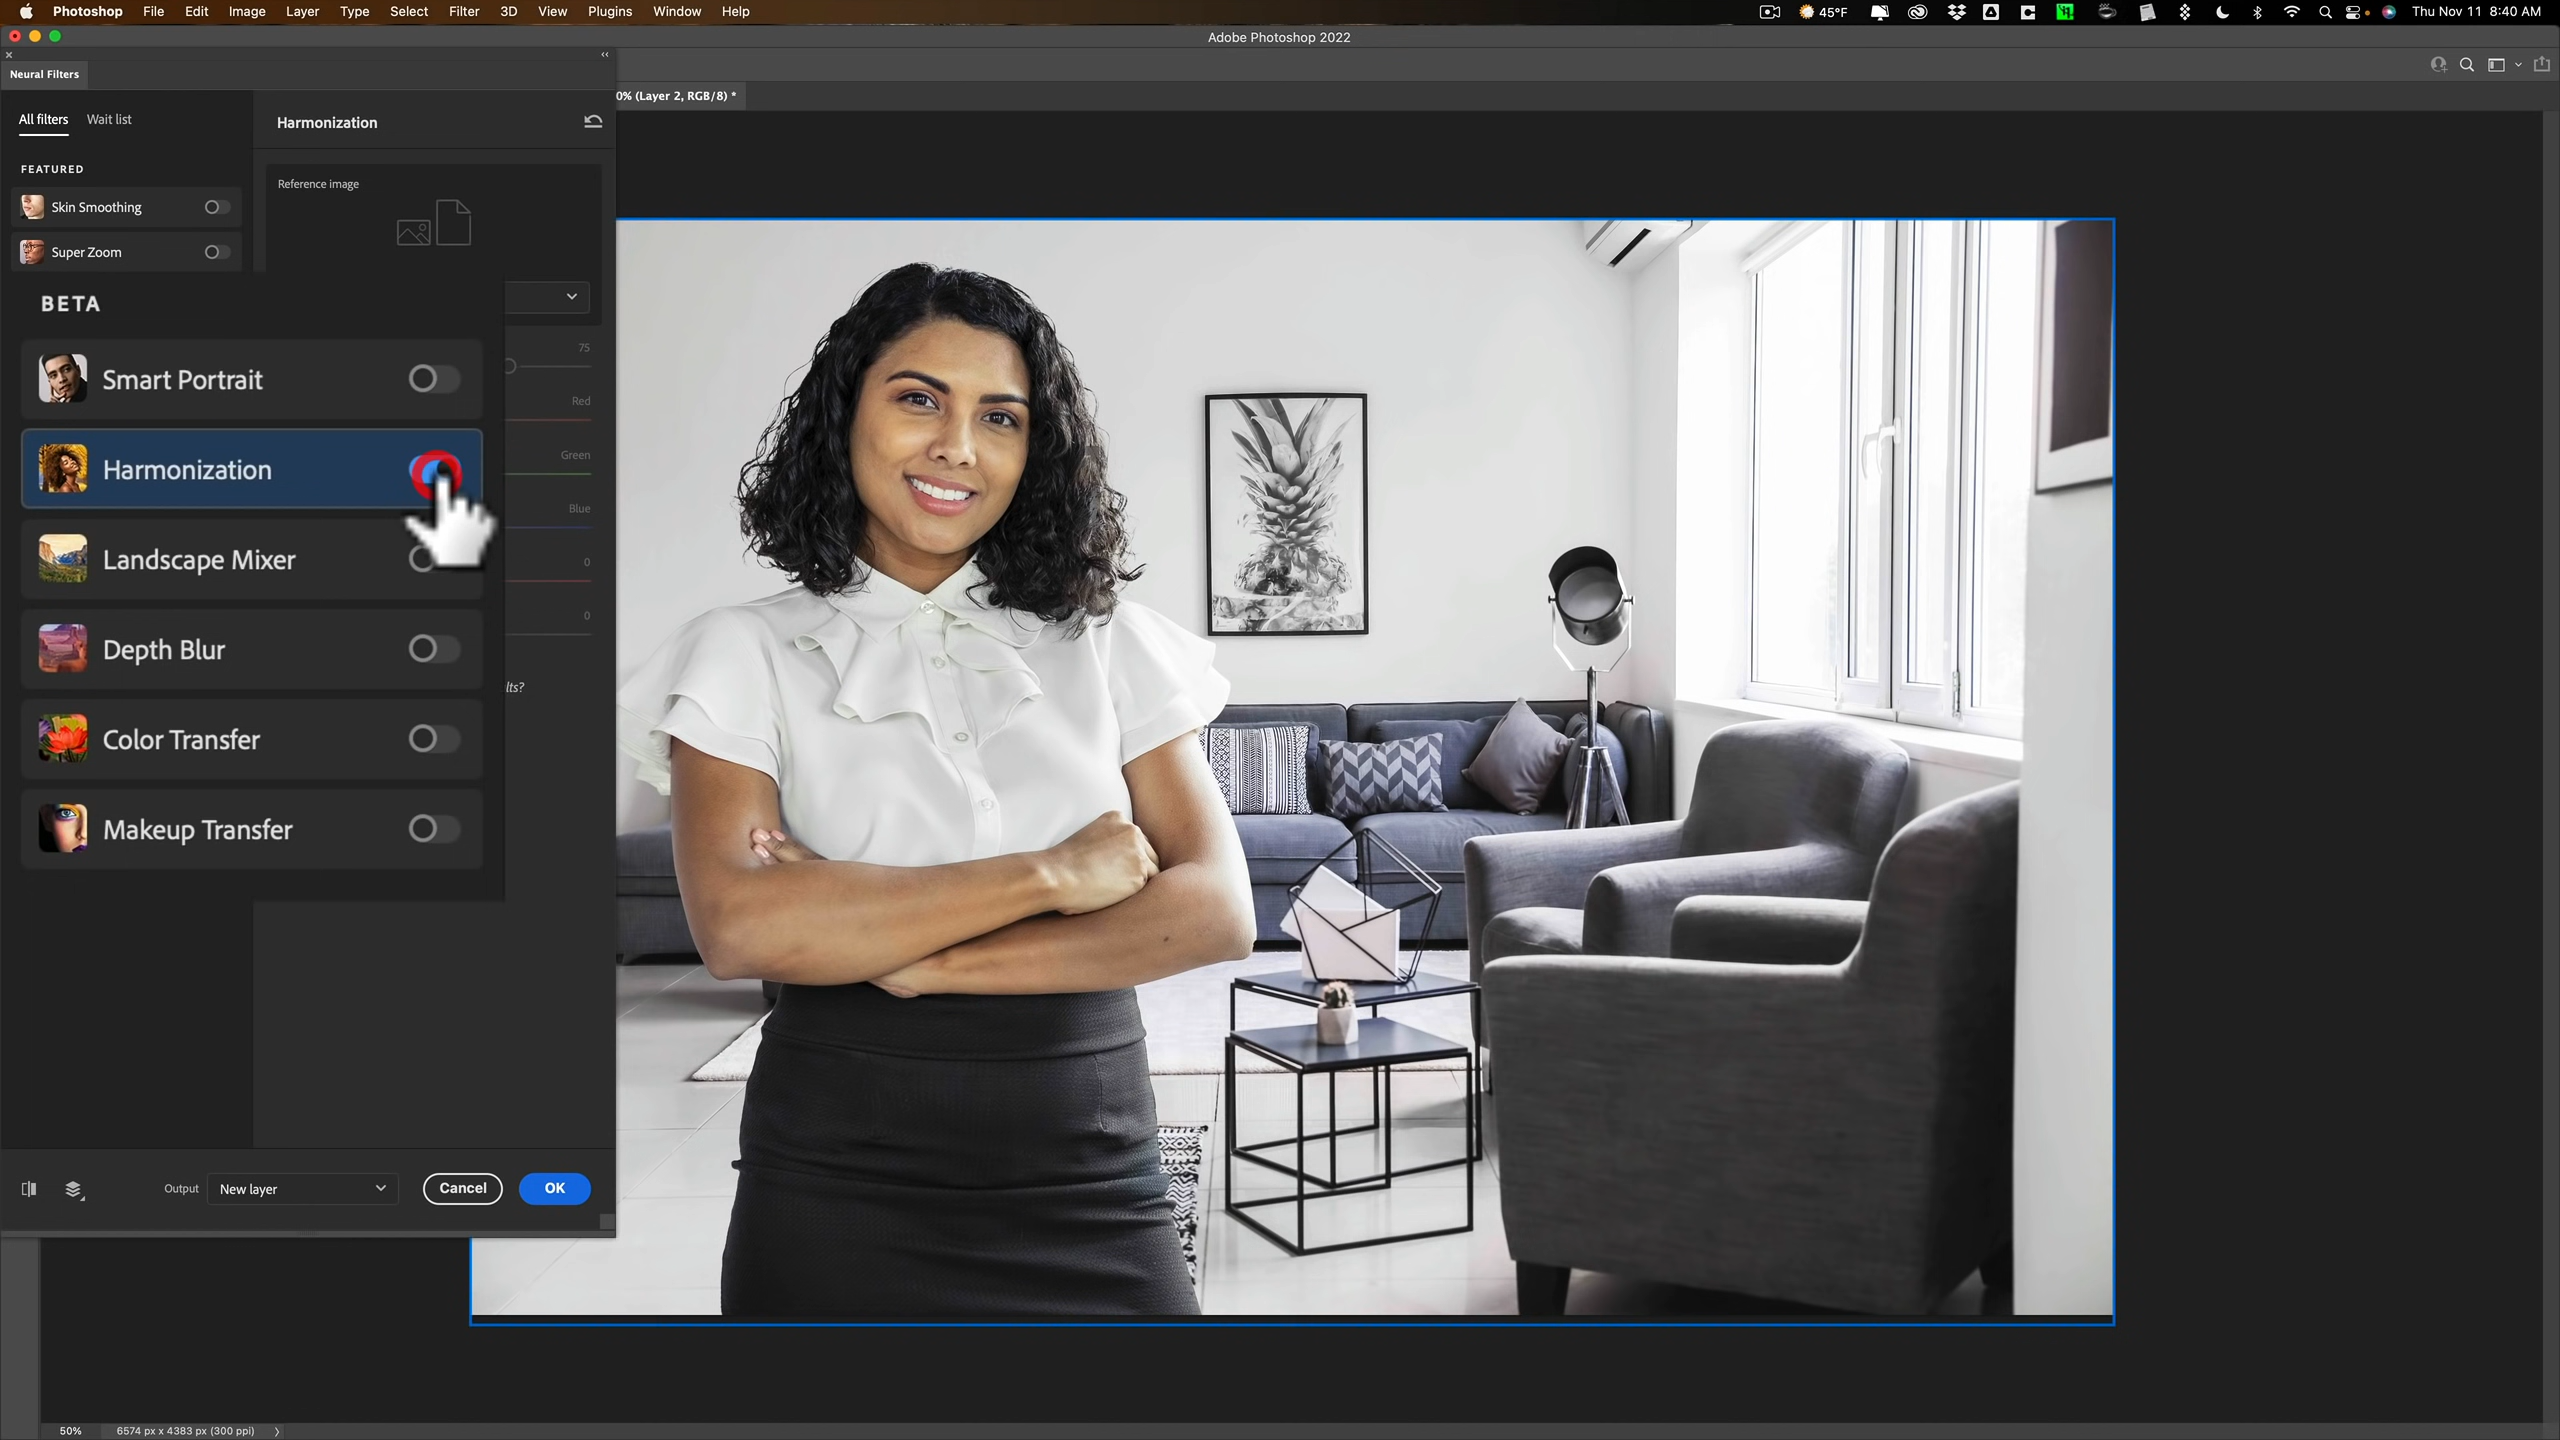 Photoshop File Edit Image Layer Type Select Filter 3D View Plugins Window Help 45°F Thu Nov 11 8:40 AM
Adobe Photoshop 2022
Neural Filters
0% (Layer 2, RGB/8) *
All filters Wait list
Harmonization
FEATURED
Reference image
Skin Smoothing
Super Zoom
BETA
75
Smart Portrait
Red
Green
Harmonization
Blue
Landscape Mixer
0
0
Depth Blur
lts?
Color Transfer
Makeup Transfer
Output New layer Cancel OK
50% 6574 px x 4383 px (300 ppi)